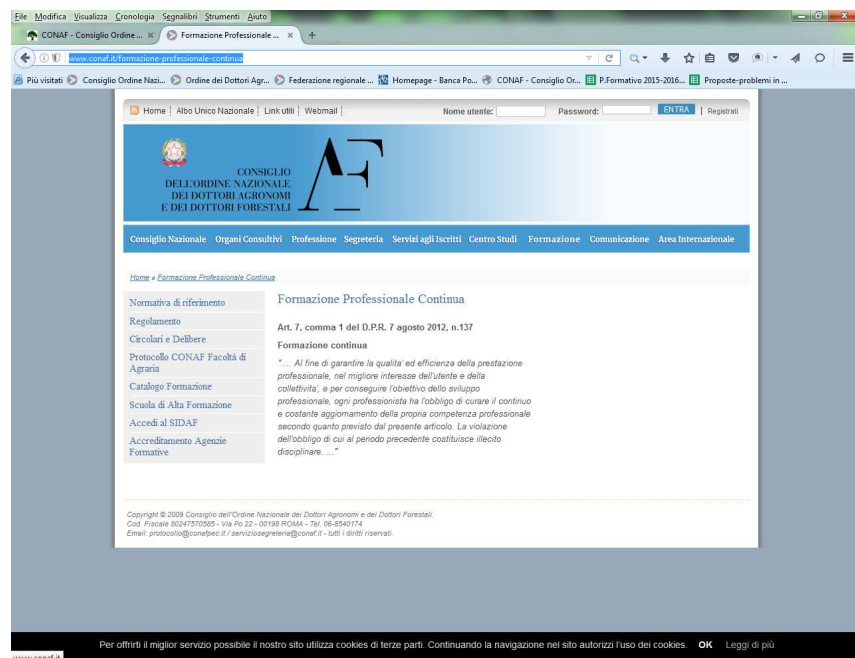 File Modifica Visualizza Cronologia Segnalibri Strumenti Aiuto
CONAF - Consiglio Ordine ... × Formazione Professionale ... × +
www.conaf.it/formazione-professionale-continua
Più visitati Consiglio Ordine Nazi... Ordine dei Dottori Agr... Federazione regionale ... Homepage - Banca Po... CONAF - Consiglio Or... P.Formativo 2015-2016... Proposte-problemi in ...
Home Albo Unico Nazionale Link utili Webmail Nome utente: Password: ENTRA | Registrati
CONSIGLIO
DELL'ORDINE NAZIONALE
DEI DOTTORI AGRONOMI
E DEI DOTTORI FORESTALI
AF
Consiglio Nazionale Organi Consultivi Professione Segreteria Servizi agli Iscritti Centro Studi Formazione Comunicazione Area Internazionale
Home » Formazione Professionale Continua
Normativa di riferimento
Regolamento
Circolari e Delibere
Protocollo CONAF Facoltà di
Agraria
Catalogo Formazione
Scuola di Alta Formazione
Accedi al SIDAF
Accreditamento Agenzie
Formative
Formazione Professionale Continua
Art. 7, comma 1 del D.P.R. 7 agosto 2012, n.137
Formazione continua
".... Al fine di garantire la qualita' ed efficienza della prestazione
professionale, nel migliore interesse dell'utente e della
collettivita', e per conseguire l'obiettivo dello sviluppo
professionale, ogni professionista ha l'obbligo di curare il continuo
e costante aggiornamento della propria competenza professionale
secondo quanto previsto dal presente articolo. La violazione
dell'obbligo di cui al periodo precedente costituisce illecito
disciplinare. ...."
Copyright © 2009 Consiglio dell'Ordine Nazionale dei Dottori Agronomi e dei Dottori Forestali.
Cod. Fiscale 80247570585 - Via Po 22 - 00198 ROMA - Tel. 06-8540174
Email: protocollo@conafpec.it / serviziosegreteria@conaf.it - tutti i diritti riservati.
Per offrirti il miglior servizio possibile il nostro sito utilizza cookies di terze parti. Continuando la navigazione nel sito autorizzi l'uso dei cookies. OK Leggi di più
www.conaf.it